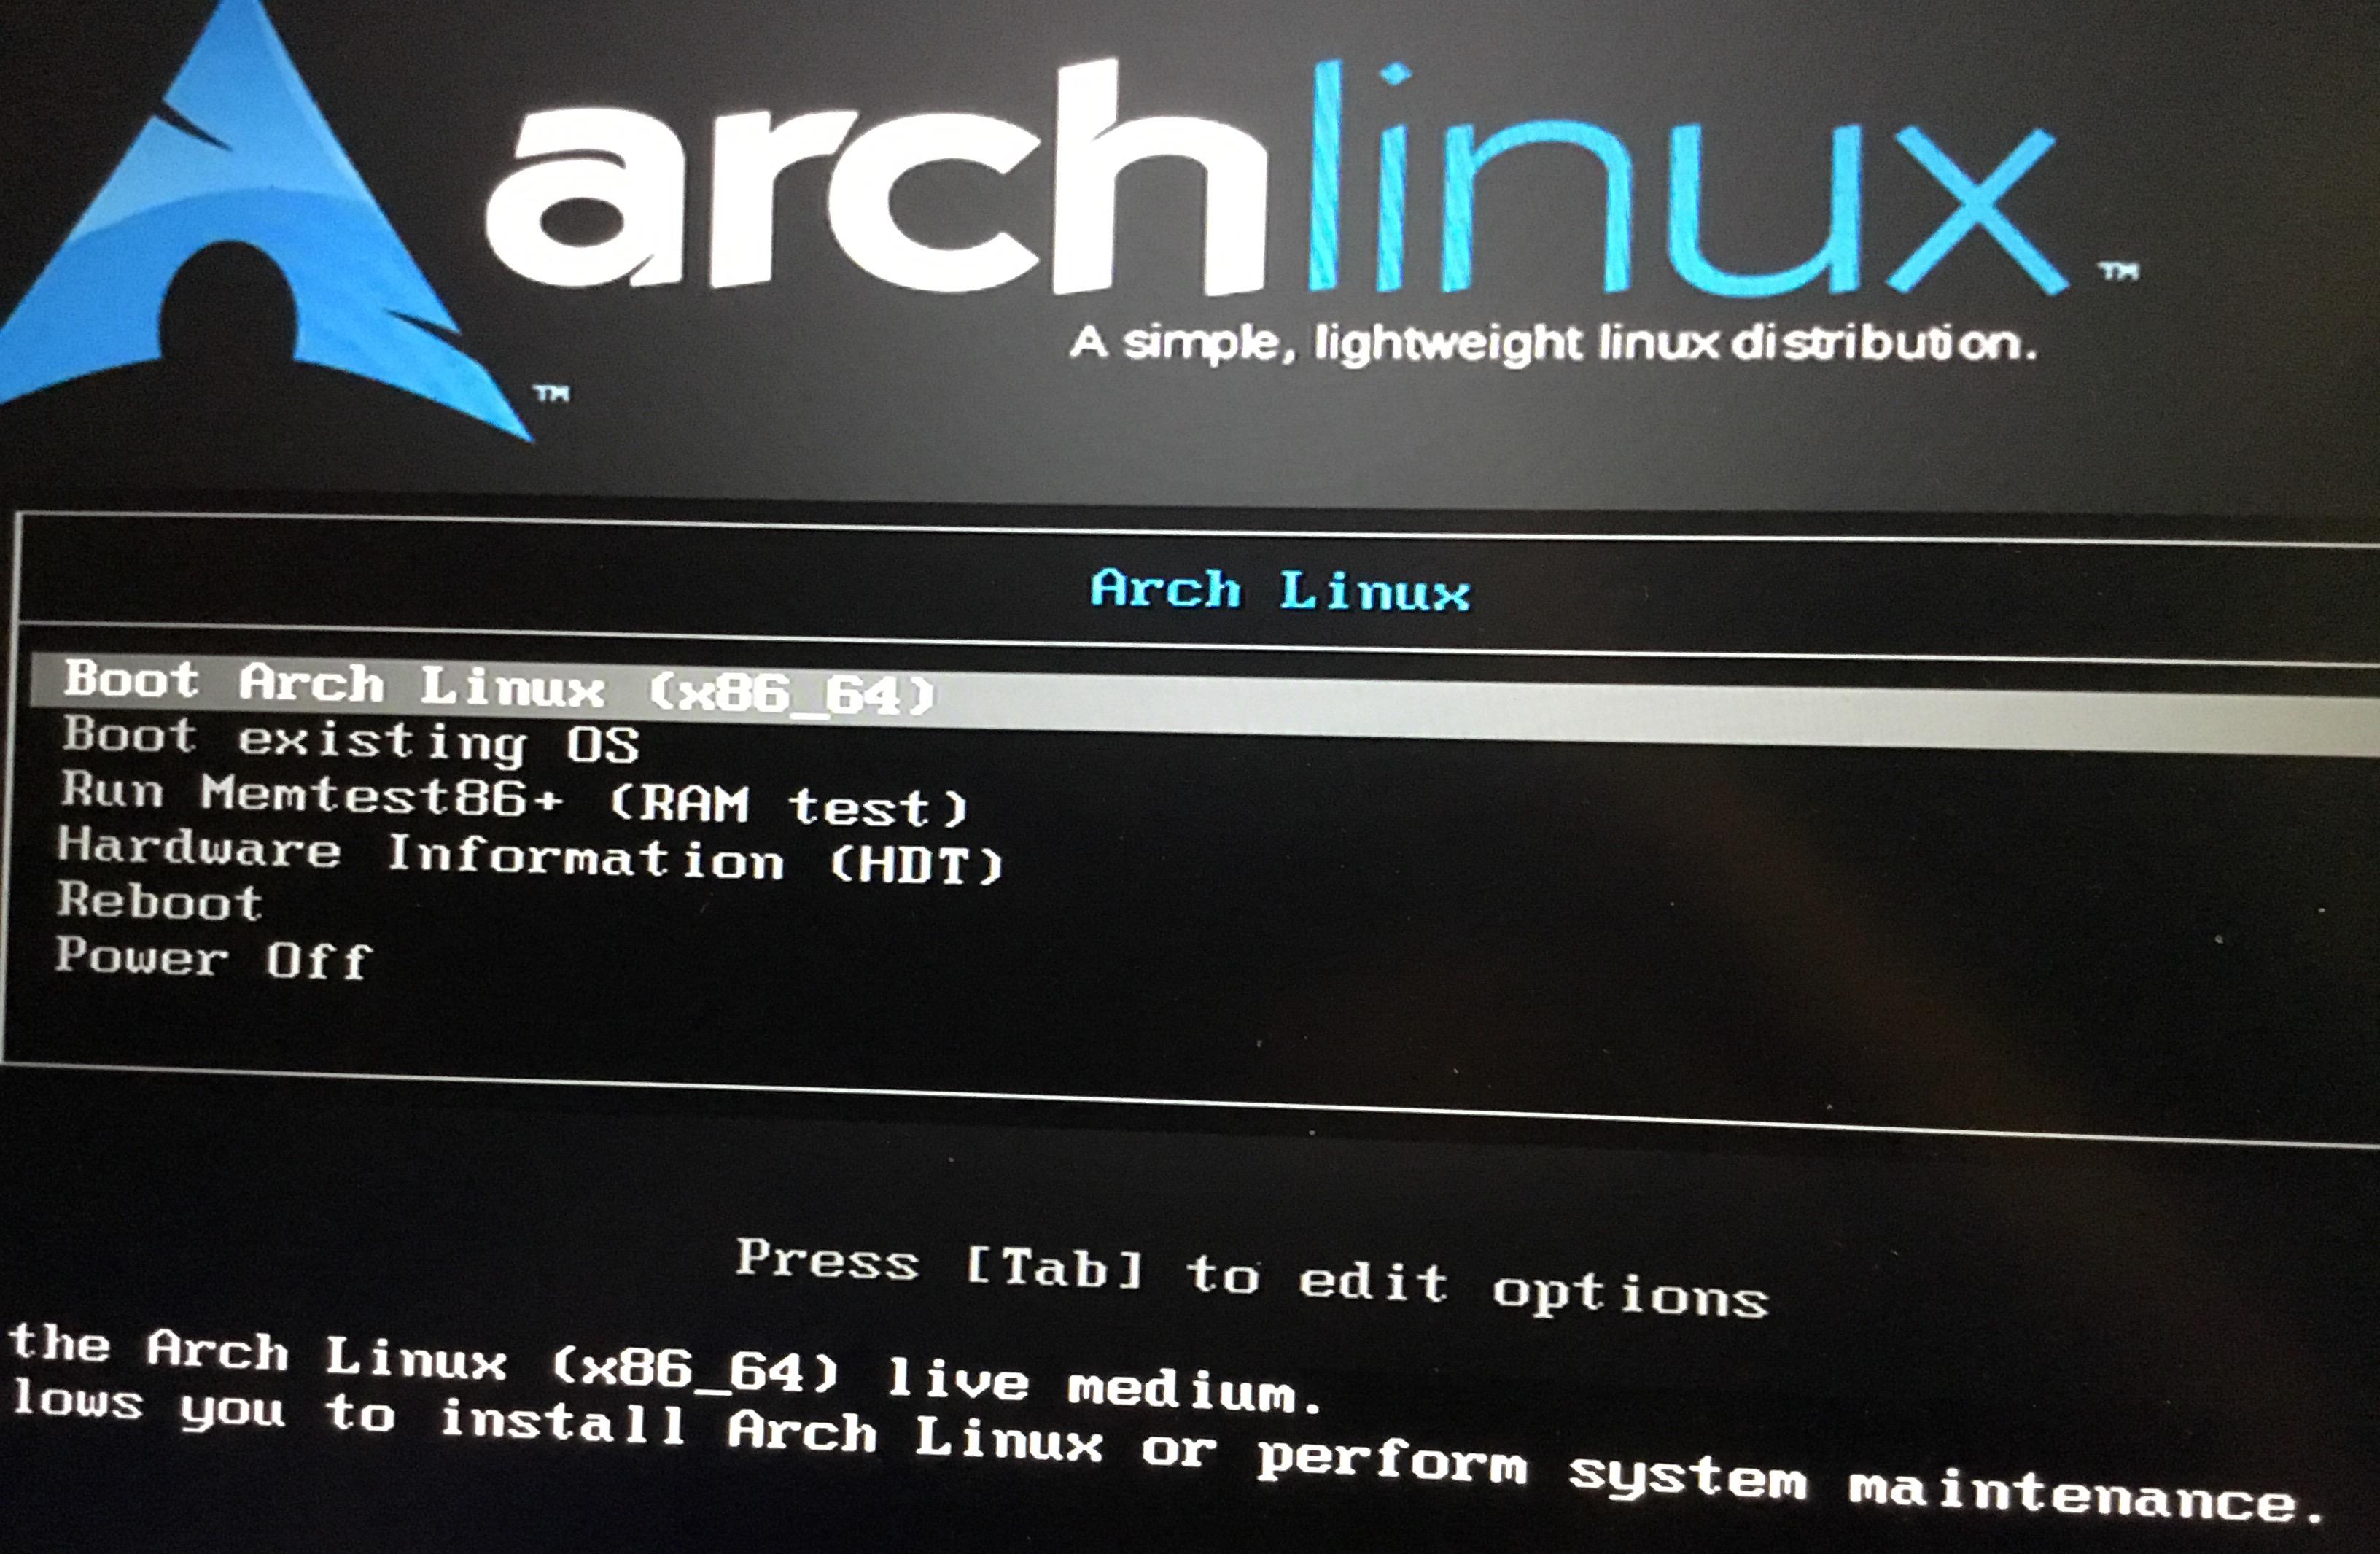 archlinux™
A simple, lightweight linux distribution.
™
Arch Linux
Boot Arch Linux (x86_64)
Boot existing OS
Run Memtest86+ (RAM test)
Hardware Information (HDT)
Reboot
Power Off
Press [Tab] to edit options
the Arch Linux (x86_64) live medium.
lows you to install Arch Linux or perform system maintenance.